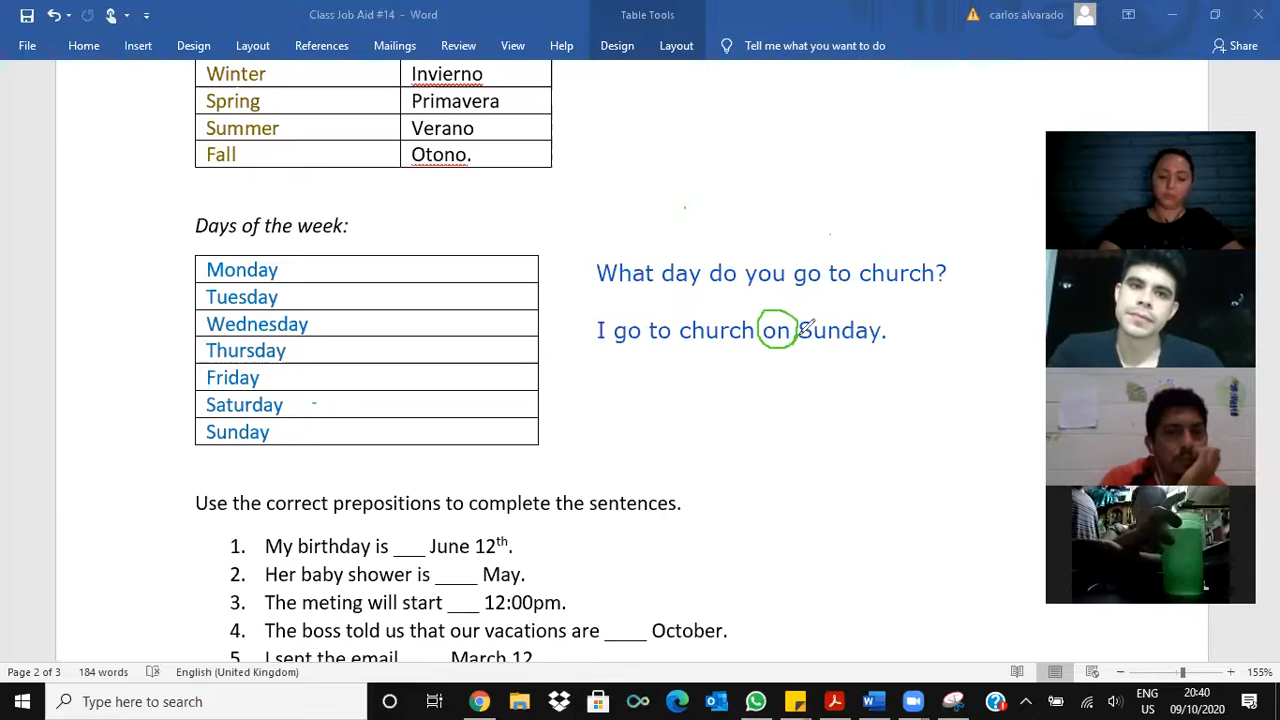 Class Job Aid #14 - Word
Table Tools
carlos alvarado
File Home Insert Design Layout References Mailings Review View Help Design Layout Tell me what you want to do Share
Winter Invierno
Spring Primavera
Summer Verano
Fall Otono.
Days of the week:
Monday
Tuesday
Wednesday
Thursday
Friday
Saturday
Sunday
What day do you go to church?
I go to church on Sunday.
Use the correct prepositions to complete the sentences.
1. My birthday is ___ June 12th.
2. Her baby shower is ____ May.
3. The meting will start ___ 12:00pm.
4. The boss told us that our vacations are ____ October.
5. I sent the email March 12
Page 2 of 3 184 words English (United Kingdom) 155%
Type here to search
ENG
20:40
09/10/2020